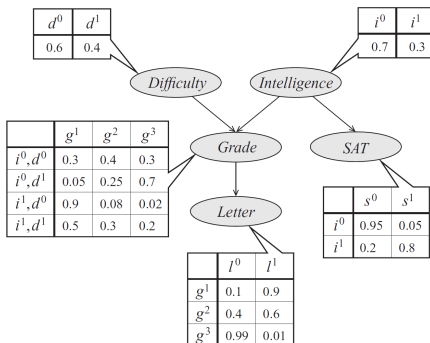 d⁰ d¹
0.6 0.4
i⁰ i¹
0.7 0.3
Difficulty
Intelligence
g¹ g² g³
i⁰,d⁰ 0.3 0.4 0.3
i⁰,d¹ 0.05 0.25 0.7
i¹,d⁰ 0.9 0.08 0.02
i¹,d¹ 0.5 0.3 0.2
Grade
SAT
s⁰ s¹
i⁰ 0.95 0.05
i¹ 0.2 0.8
Letter
l⁰ l¹
g¹ 0.1 0.9
g² 0.4 0.6
g³ 0.99 0.01